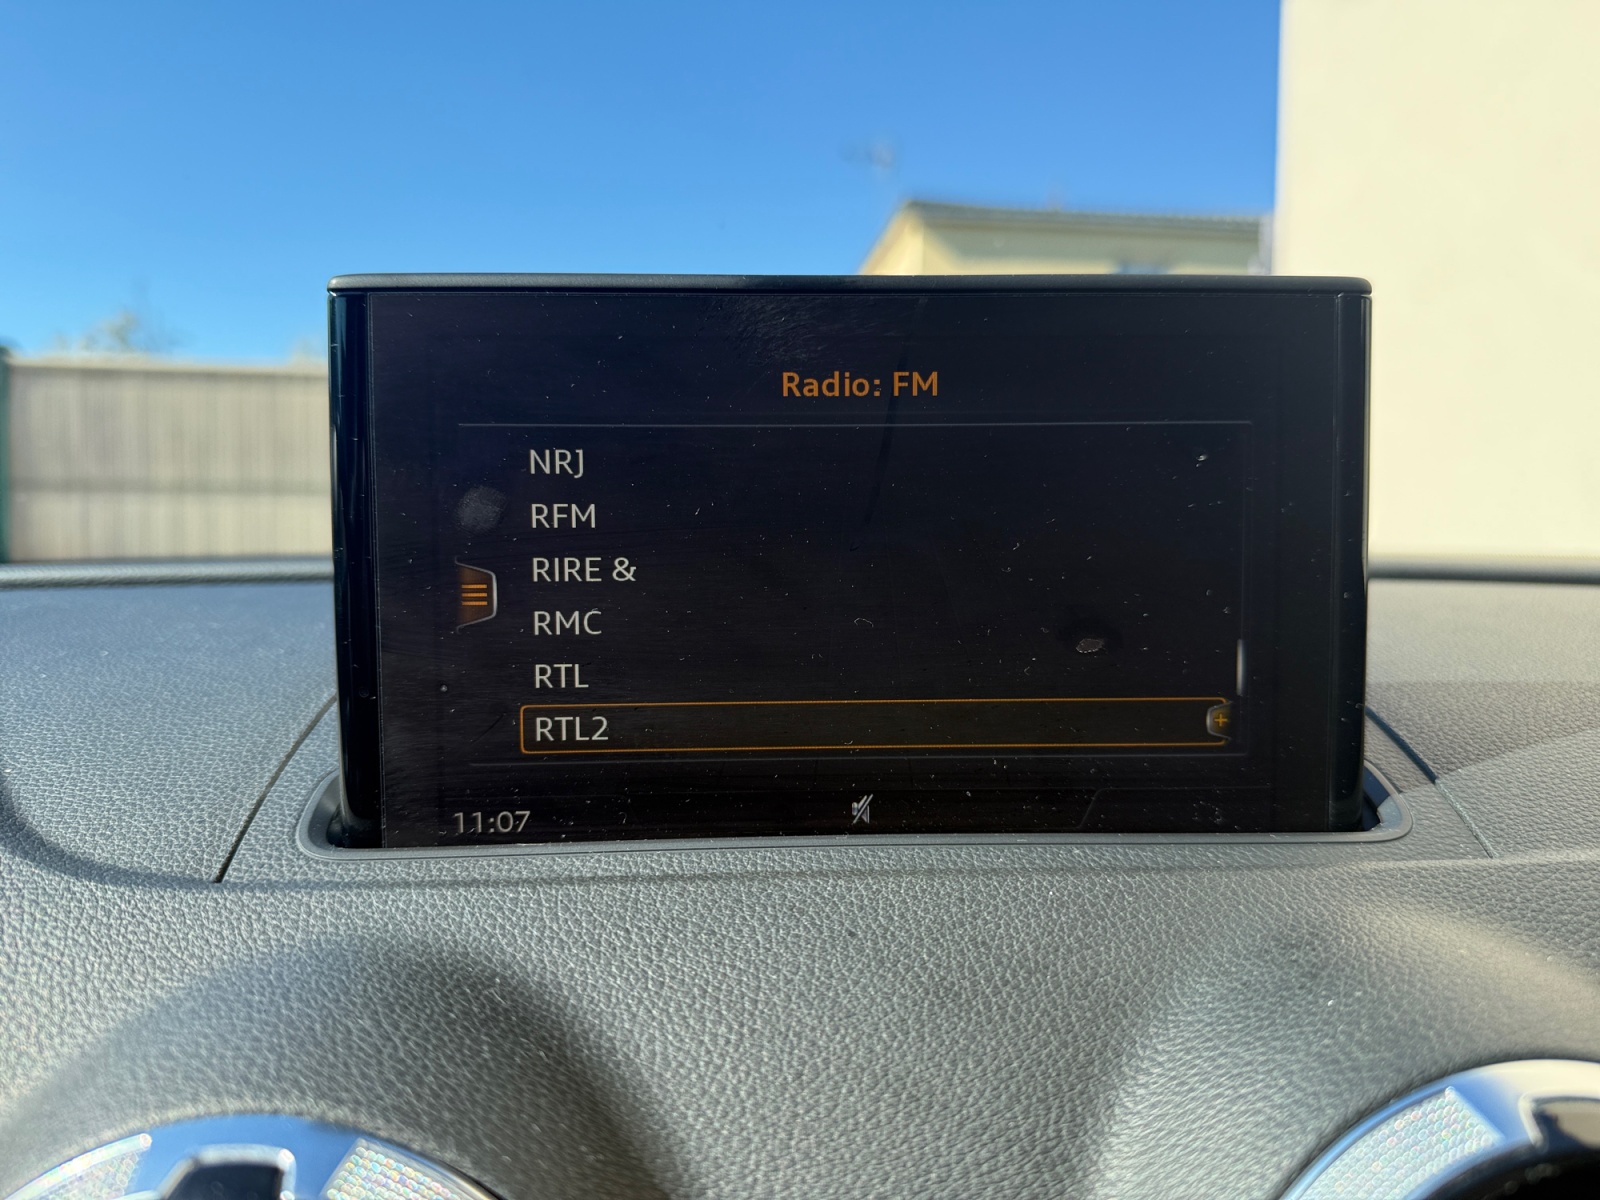 Radio: FM
NRJ
RFM
RIRE &
RMC
RTL
RTL2
11:07